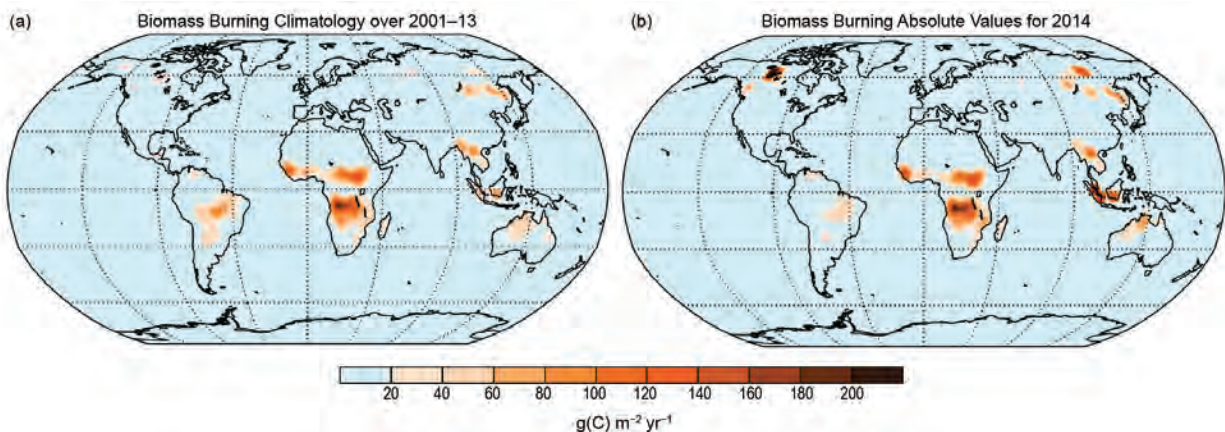 (a) Biomass Burning Climatology over 2001–13
(b) Biomass Burning Absolute Values for 2014
20 40 60 80 100 120 140 160 180 200
g(C) m⁻² yr⁻¹